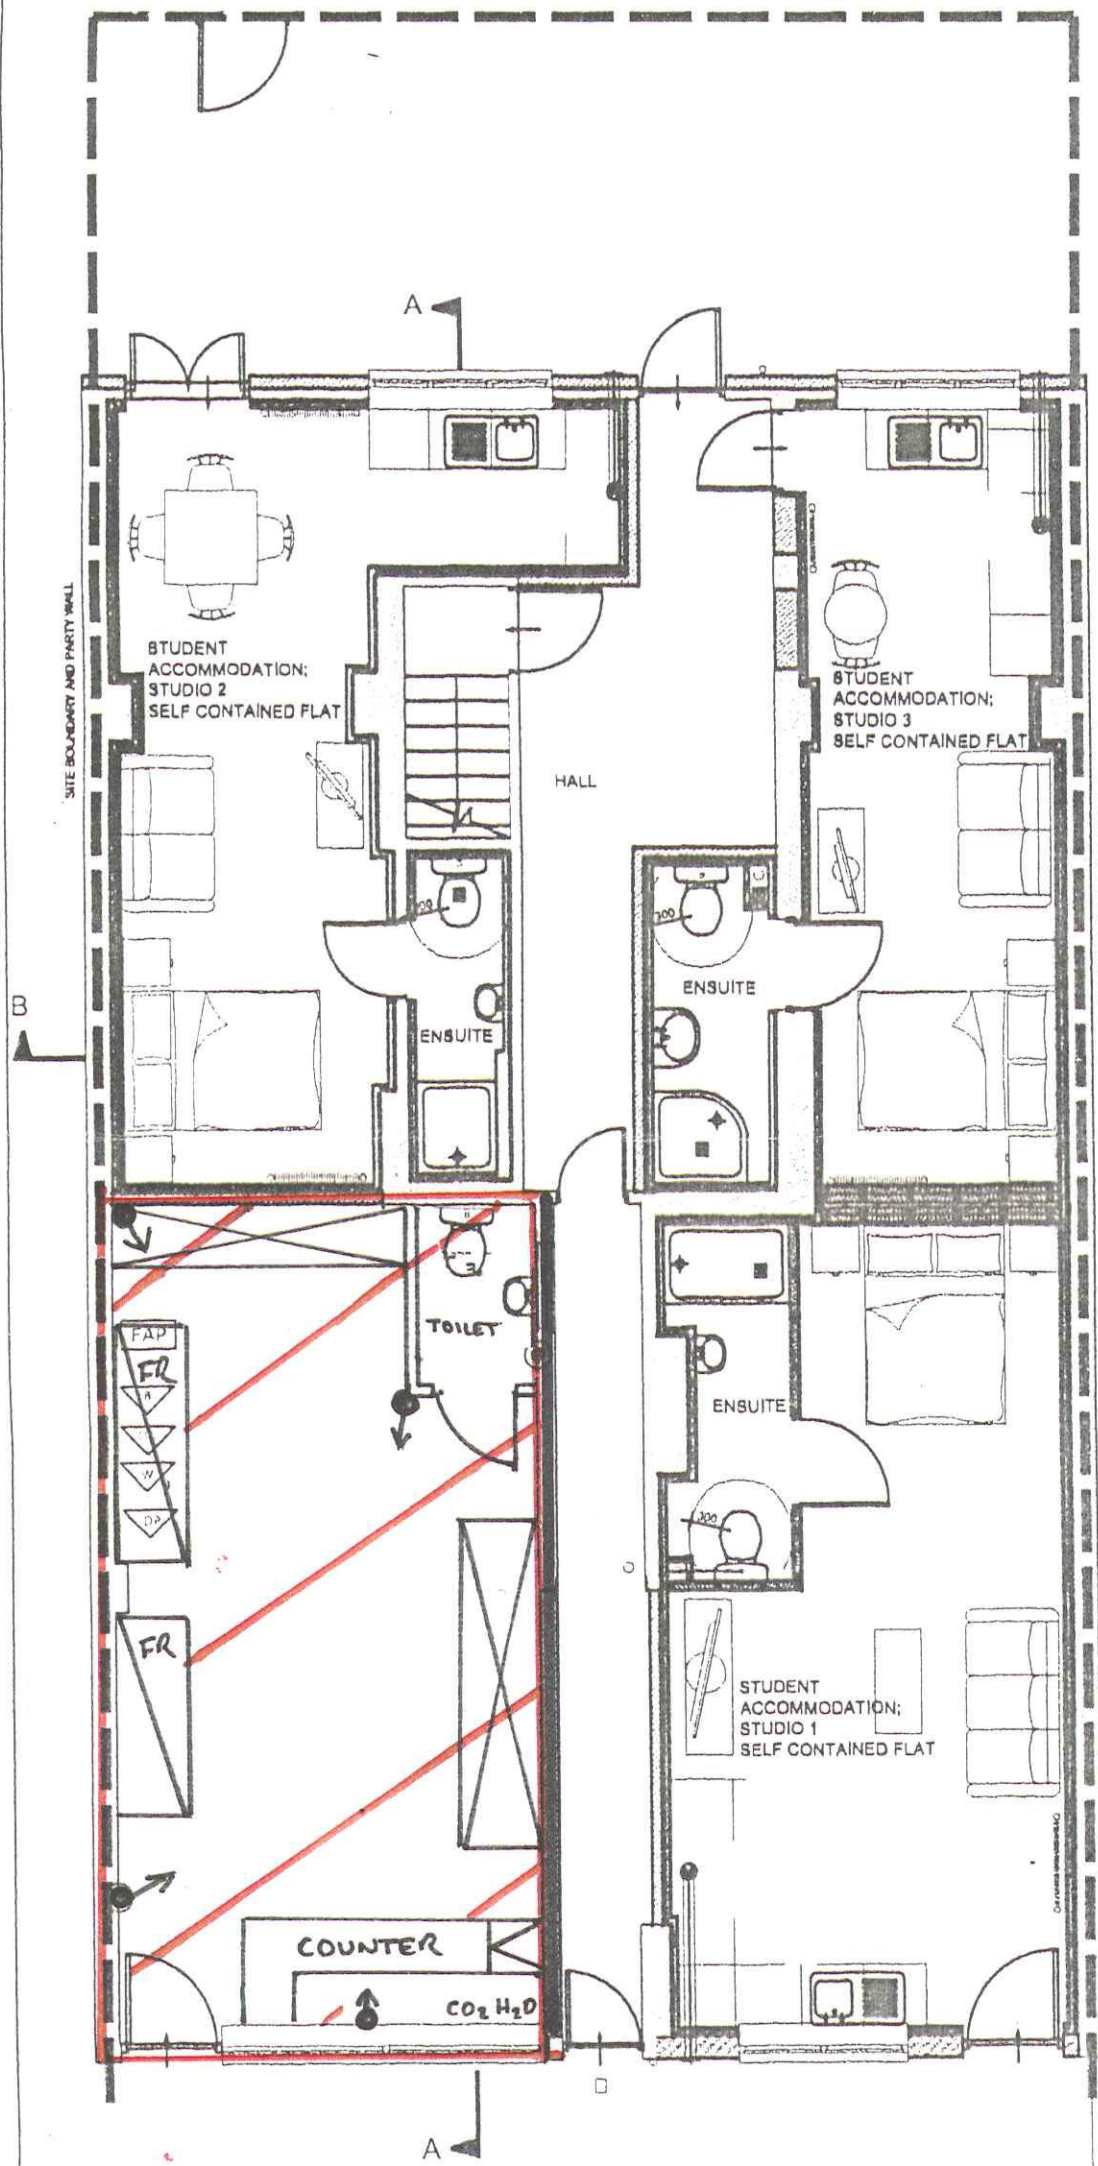 A
SITE BOUNDARY AND PARTY WALL
STUDENT
ACCOMMODATION;
STUDIO 2
SELF CONTAINED FLAT
STUDENT
ACCOMMODATION;
STUDIO 3
SELF CONTAINED FLAT
HALL
B
ENSUITE
ENSUITE
TOILET
FAP
FR
W
DP
FR
ENSUITE
STUDENT
ACCOMMODATION;
STUDIO 1
SELF CONTAINED FLAT
COUNTER
CO2 H2O
A